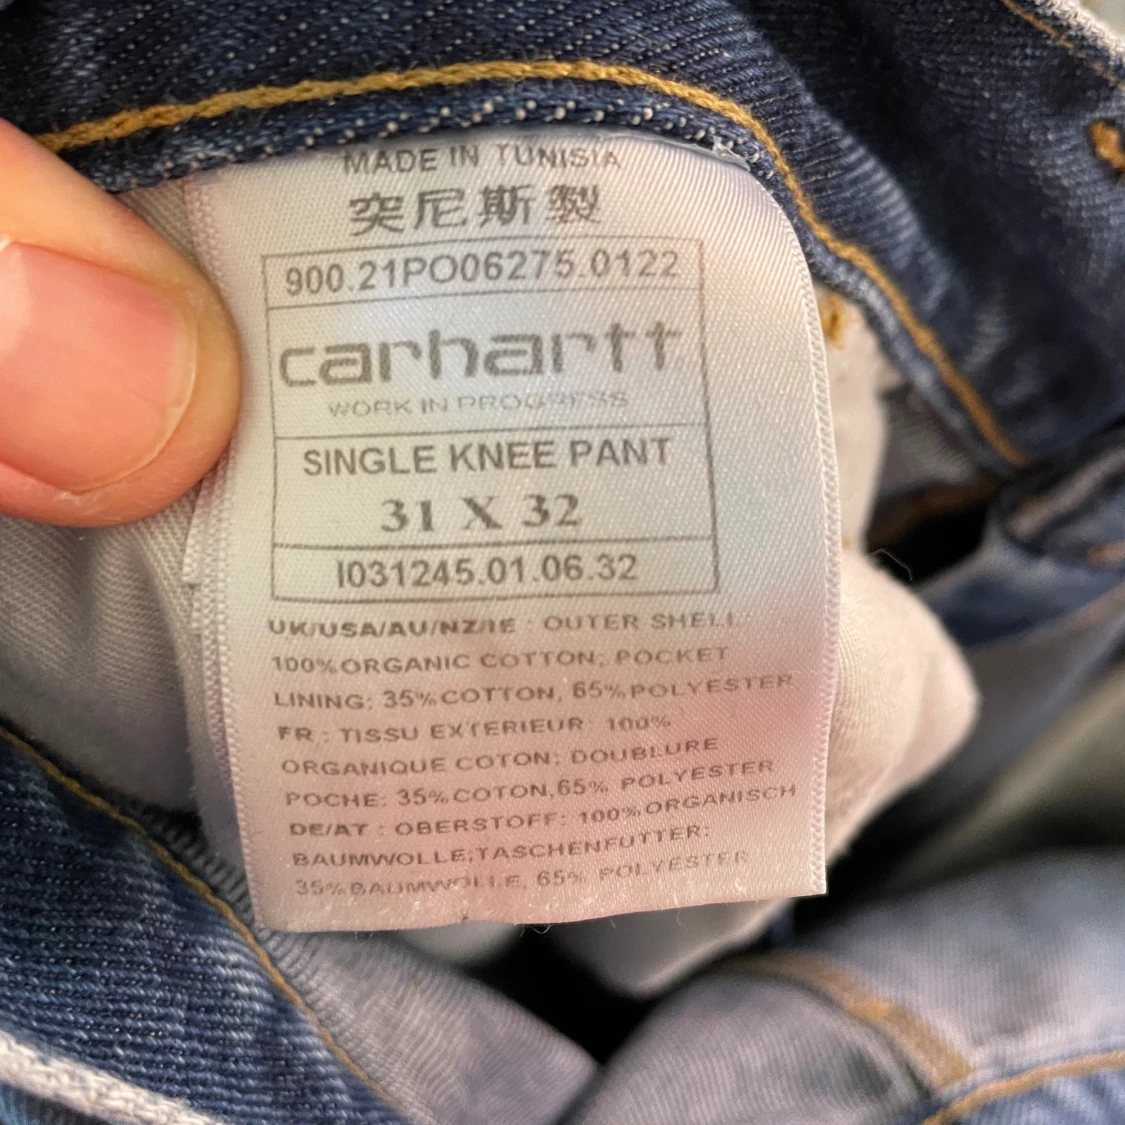 MADE IN TUNISIA
突尼斯製
900.21PO06275.0122
carhartt
WORK IN PROGRESS
SINGLE KNEE PANT
31 X 32
I031245.01.06.32
UK/USA/AU/NZ/IE : OUTER SHELL:
100%ORGANIC COTTON; POCKET
LINING: 35%COTTON, 65%POLYESTER
FR : TISSU EXTERIEUR: 100%
ORGANIQUE COTON; DOUBLURE
POCHE: 35%COTON,65% POLYESTER
DE/AT : OBERSTOFF: 100%ORGANISCH
BAUMWOLLE;TASCHENFUTTER:
35%BAUMWOLLE, 65% POLYESTER